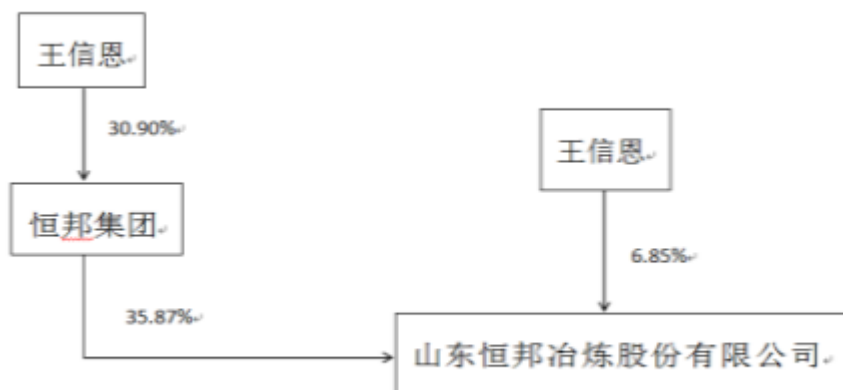 王信恩
30.90%
王信恩
恒邦集团
6.85%
35.87%
山东恒邦冶炼股份有限公司